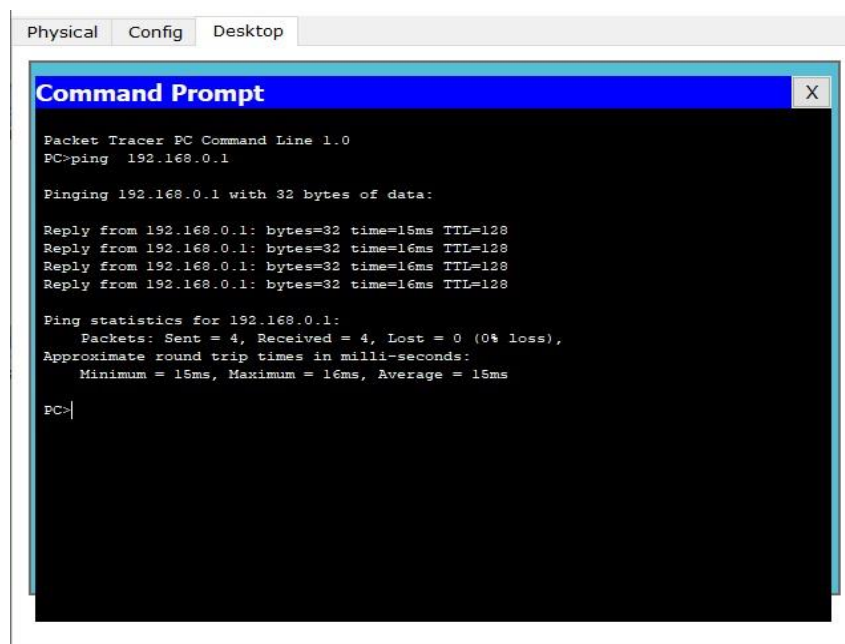 Physical Config Desktop
Command Prompt X
Packet Tracer PC Command Line 1.0
PC>ping  192.168.0.1
Pinging 192.168.0.1 with 32 bytes of data:
Reply from 192.168.0.1: bytes=32 time=15ms TTL=128
Reply from 192.168.0.1: bytes=32 time=16ms TTL=128
Reply from 192.168.0.1: bytes=32 time=16ms TTL=128
Reply from 192.168.0.1: bytes=32 time=16ms TTL=128
Ping statistics for 192.168.0.1:
    Packets: Sent = 4, Received = 4, Lost = 0 (0% loss),
Approximate round trip times in milli-seconds:
    Minimum = 15ms, Maximum = 16ms, Average = 15ms
PC>